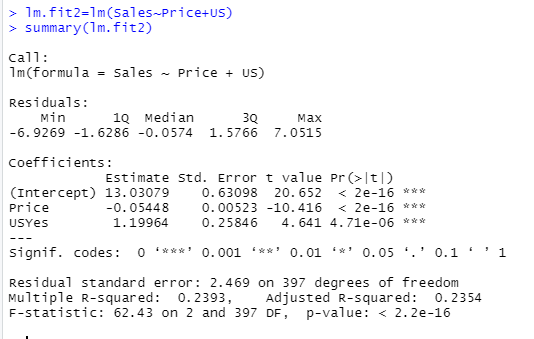 > lm.fit2=lm(Sales~Price+US)
> summary(lm.fit2)
Call:
lm(formula = Sales ~ Price + US)
Residuals:
    Min      1Q  Median      3Q     Max
-6.9269 -1.6286 -0.0574  1.5766  7.0515
Coefficients:
            Estimate Std. Error t value Pr(>|t|)
(Intercept) 13.03079    0.63098  20.652  < 2e-16 ***
Price       -0.05448    0.00523 -10.416  < 2e-16 ***
USYes        1.19964    0.25846   4.641 4.71e-06 ***
---
Signif. codes:  0 ‘***’ 0.001 ‘**’ 0.01 ‘*’ 0.05 ‘.’ 0.1 ‘ ’ 1
Residual standard error: 2.469 on 397 degrees of freedom
Multiple R-squared:  0.2393,    Adjusted R-squared:  0.2354
F-statistic: 62.43 on 2 and 397 DF,  p-value: < 2.2e-16